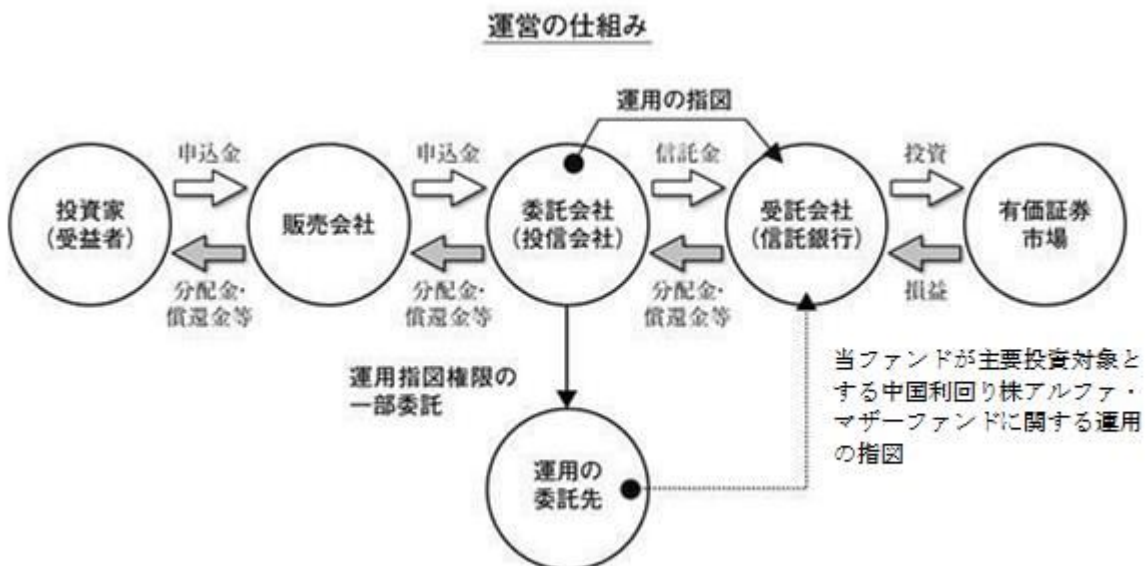 運営の仕組み
運用の指図
申込金
申込金
信託金
投資
投資家
(受益者)
販売会社
委託会社
(投信会社)
受託会社
(信託銀行)
有価証券
市場
分配金・
償還金等
分配金・
償還金等
分配金・
償還金等
損益
運用指図権限の
一部委託
当ファンドが主要投資対象と
する中国利回り株アルファ・
マザーファンドに関する運用
の指図
運用の
委託先